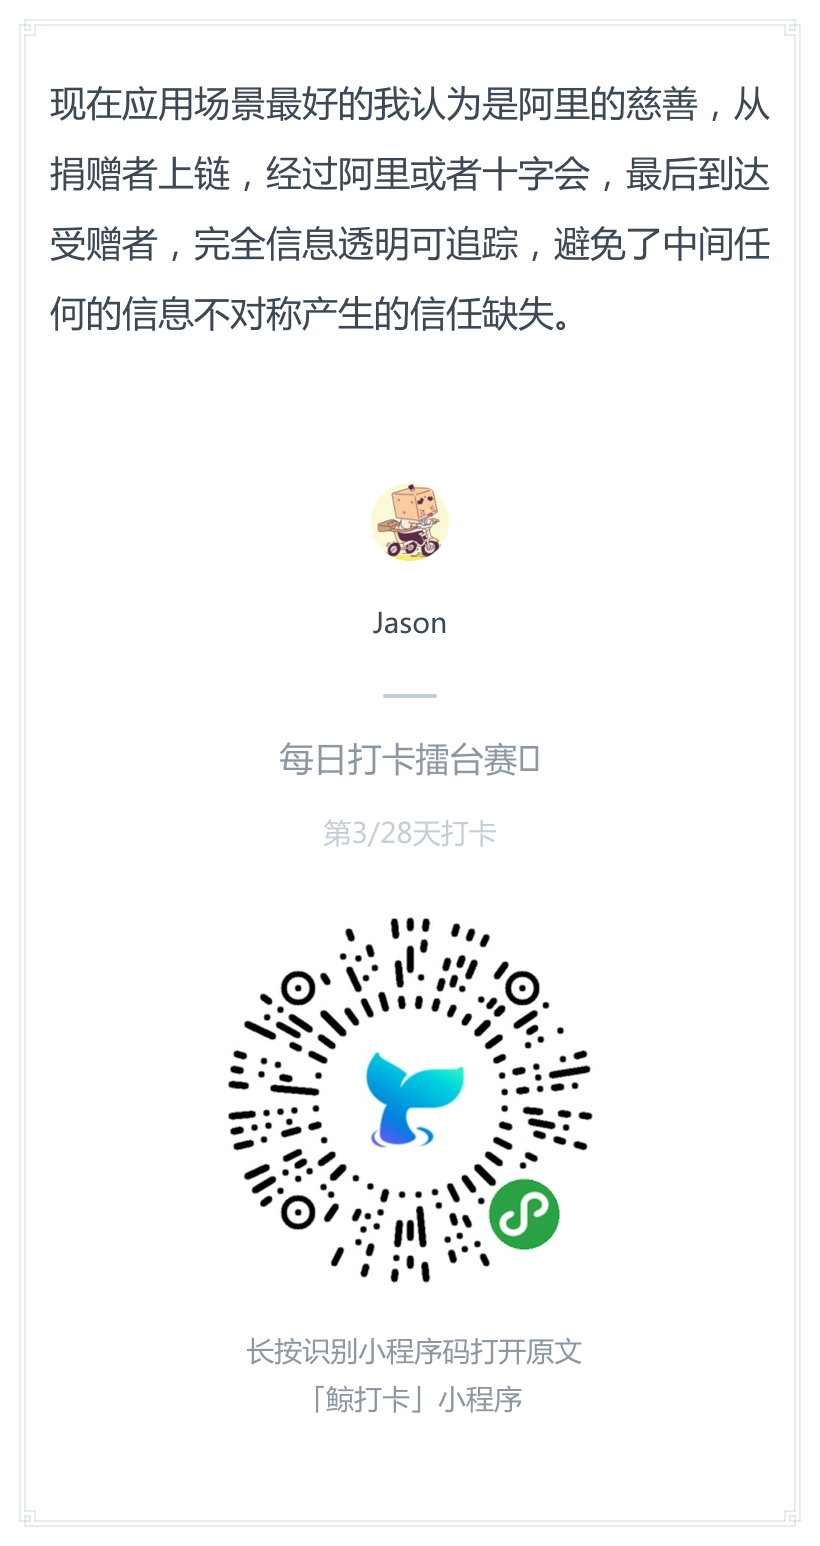 现在应用场景最好的我认为是阿里的慈善，从
捐赠者上链，经过阿里或者十字会，最后到达
受赠者，完全信息透明可追踪，避免了中间任
何的信息不对称产生的信任缺失。
Jason
每日打卡擂台赛
第3/28天打卡
长按识别小程序码打开原文
「鲸打卡」小程序